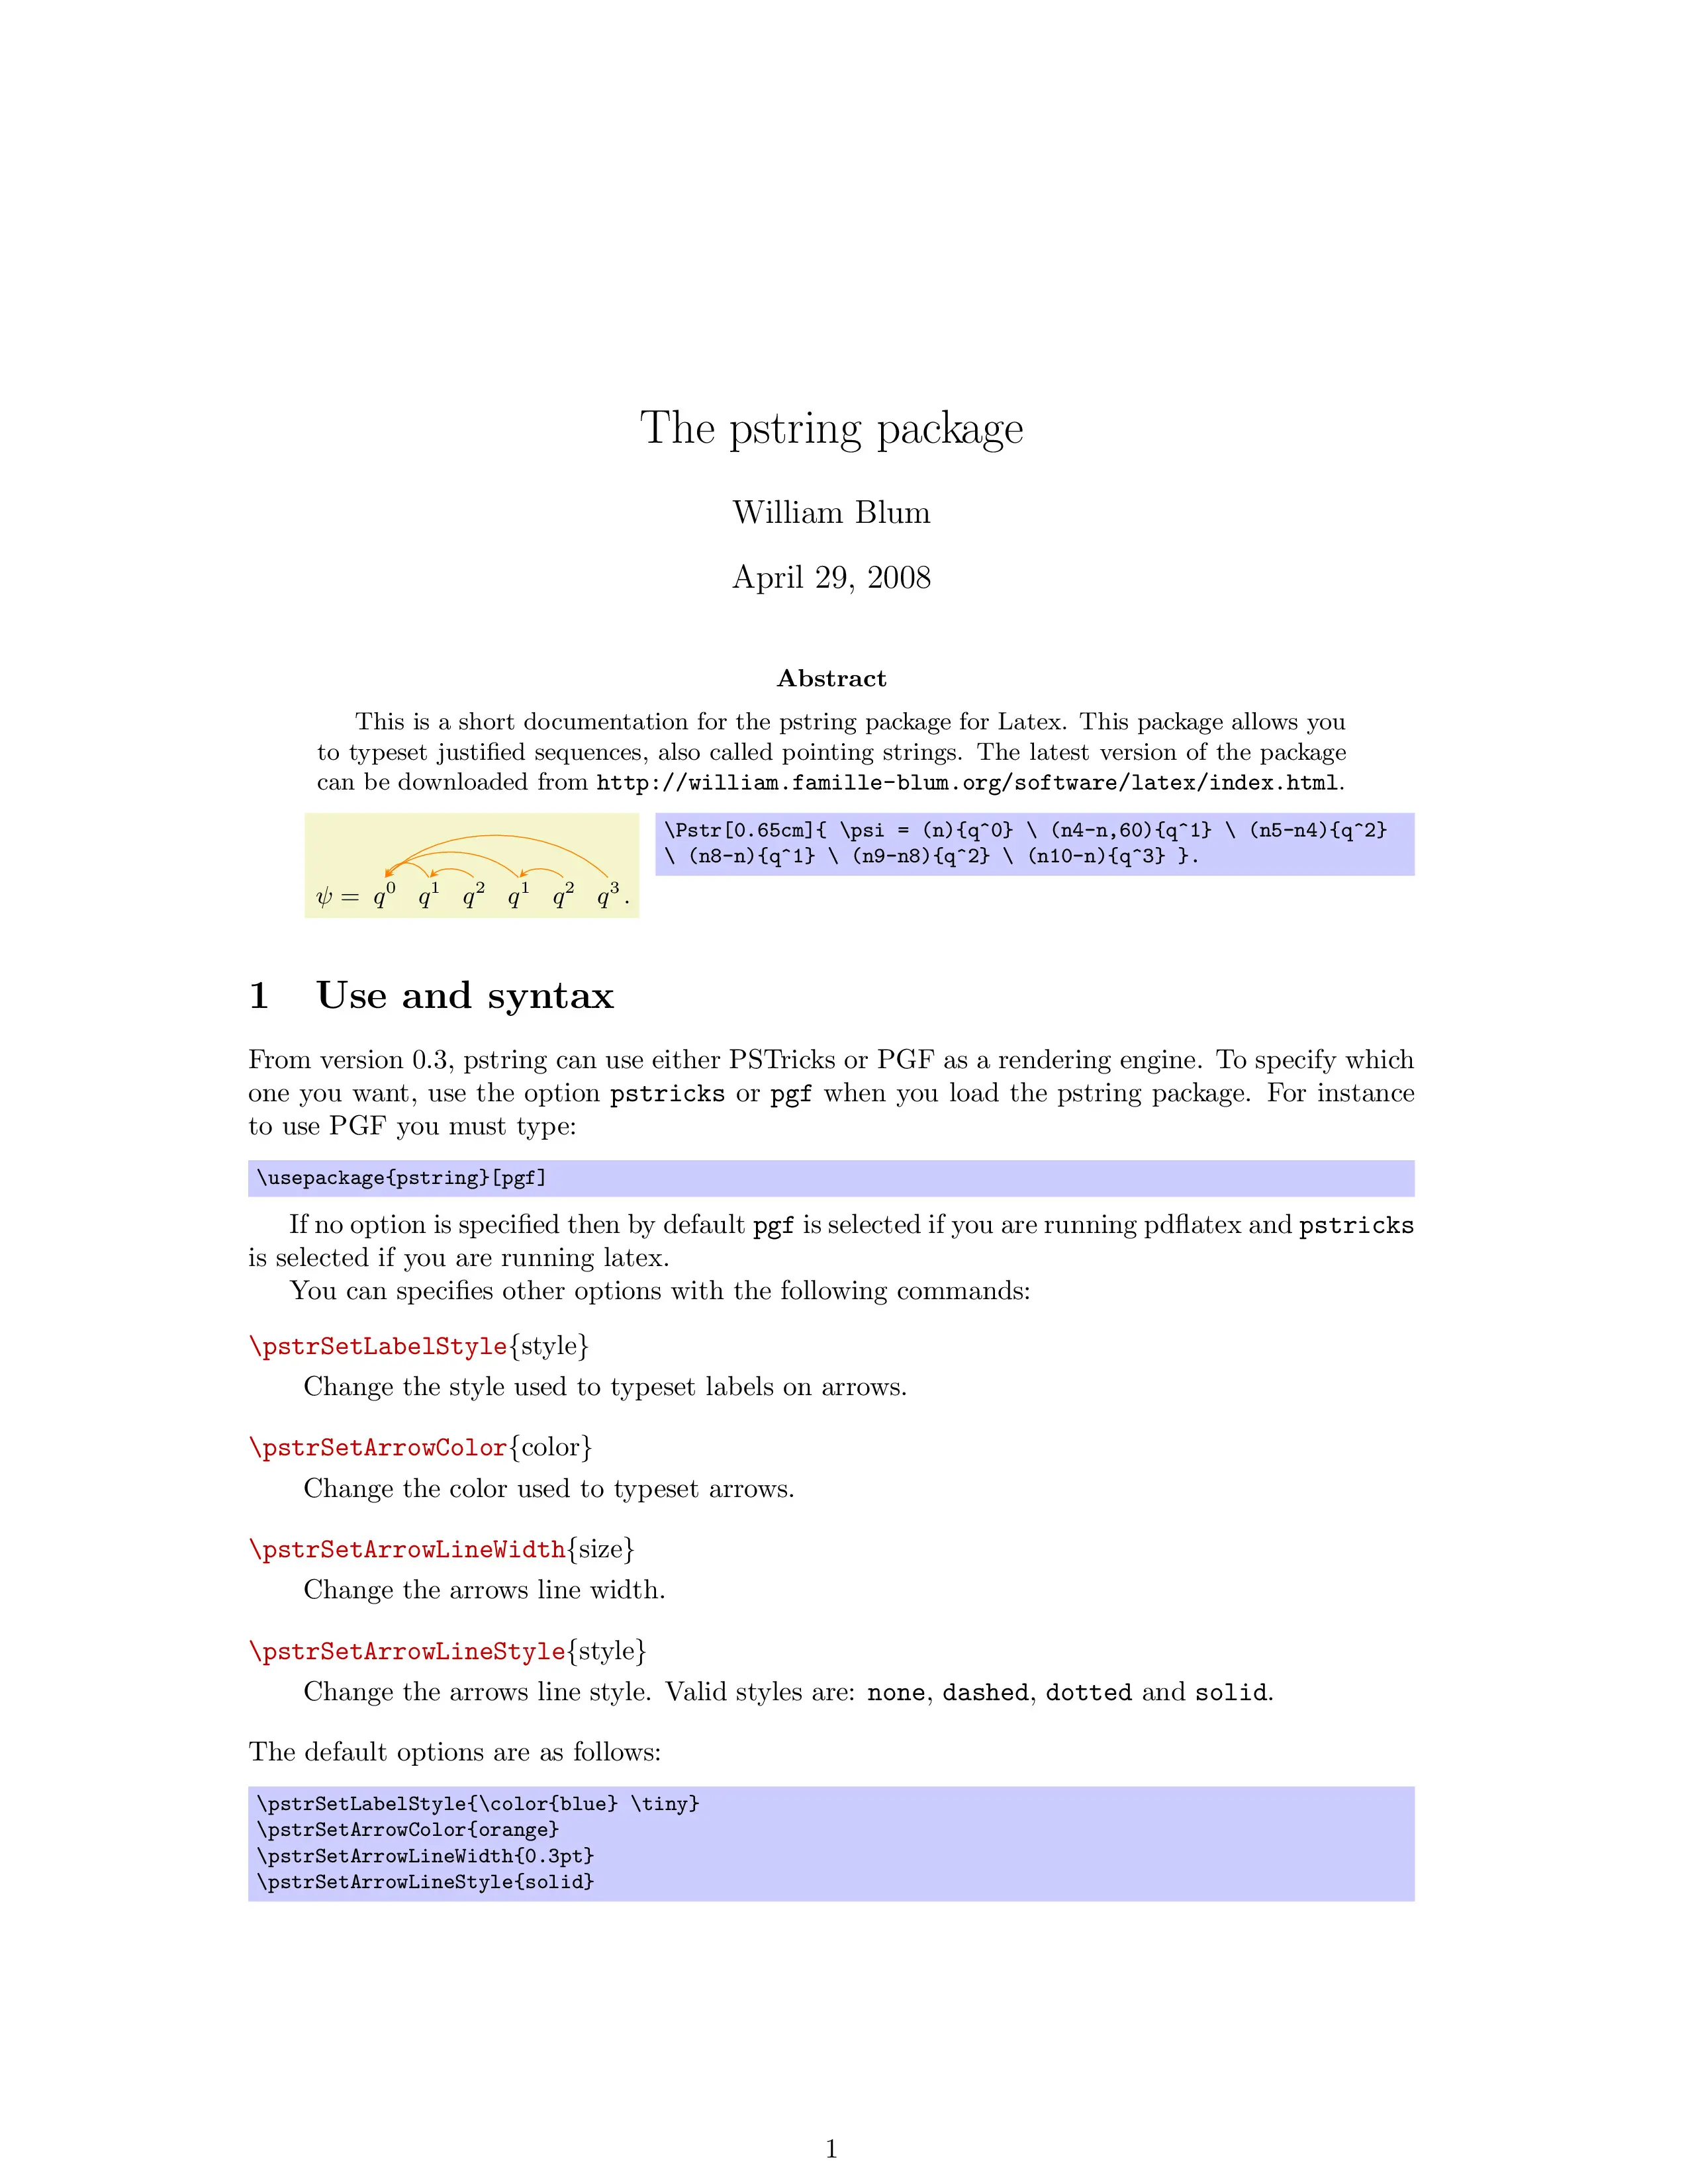 The pstring package
William Blum
April 29, 2008
Abstract
This is a short documentation for the pstring package for Latex. This package allows you
to typeset justified sequences, also called pointing strings. The latest version of the package
can be downloaded from http://william.famille-blum.org/software/latex/index.html.
ψ = q^0 q^1 q^2 q^1 q^2 q^3.
\Pstr[0.65cm]{ \psi = (n){q^0} \ (n4-n,60){q^1} \ (n5-n4){q^2}
\ (n8-n){q^1} \ (n9-n8){q^2} \ (n10-n){q^3} }.
1 Use and syntax
From version 0.3, pstring can use either PSTricks or PGF as a rendering engine. To specify which
one you want, use the option pstricks or pgf when you load the pstring package. For instance
to use PGF you must type:
\usepackage{pstring}[pgf]
If no option is specified then by default pgf is selected if you are running pdflatex and pstricks
is selected if you are running latex.
You can specifies other options with the following commands:
\pstrSetLabelStyle{style}
Change the style used to typeset labels on arrows.
\pstrSetArrowColor{color}
Change the color used to typeset arrows.
\pstrSetArrowLineWidth{size}
Change the arrows line width.
\pstrSetArrowLineStyle{style}
Change the arrows line style. Valid styles are: none, dashed, dotted and solid.
The default options are as follows:
\pstrSetLabelStyle{\color{blue} \tiny}
\pstrSetArrowColor{orange}
\pstrSetArrowLineWidth{0.3pt}
\pstrSetArrowLineStyle{solid}
1